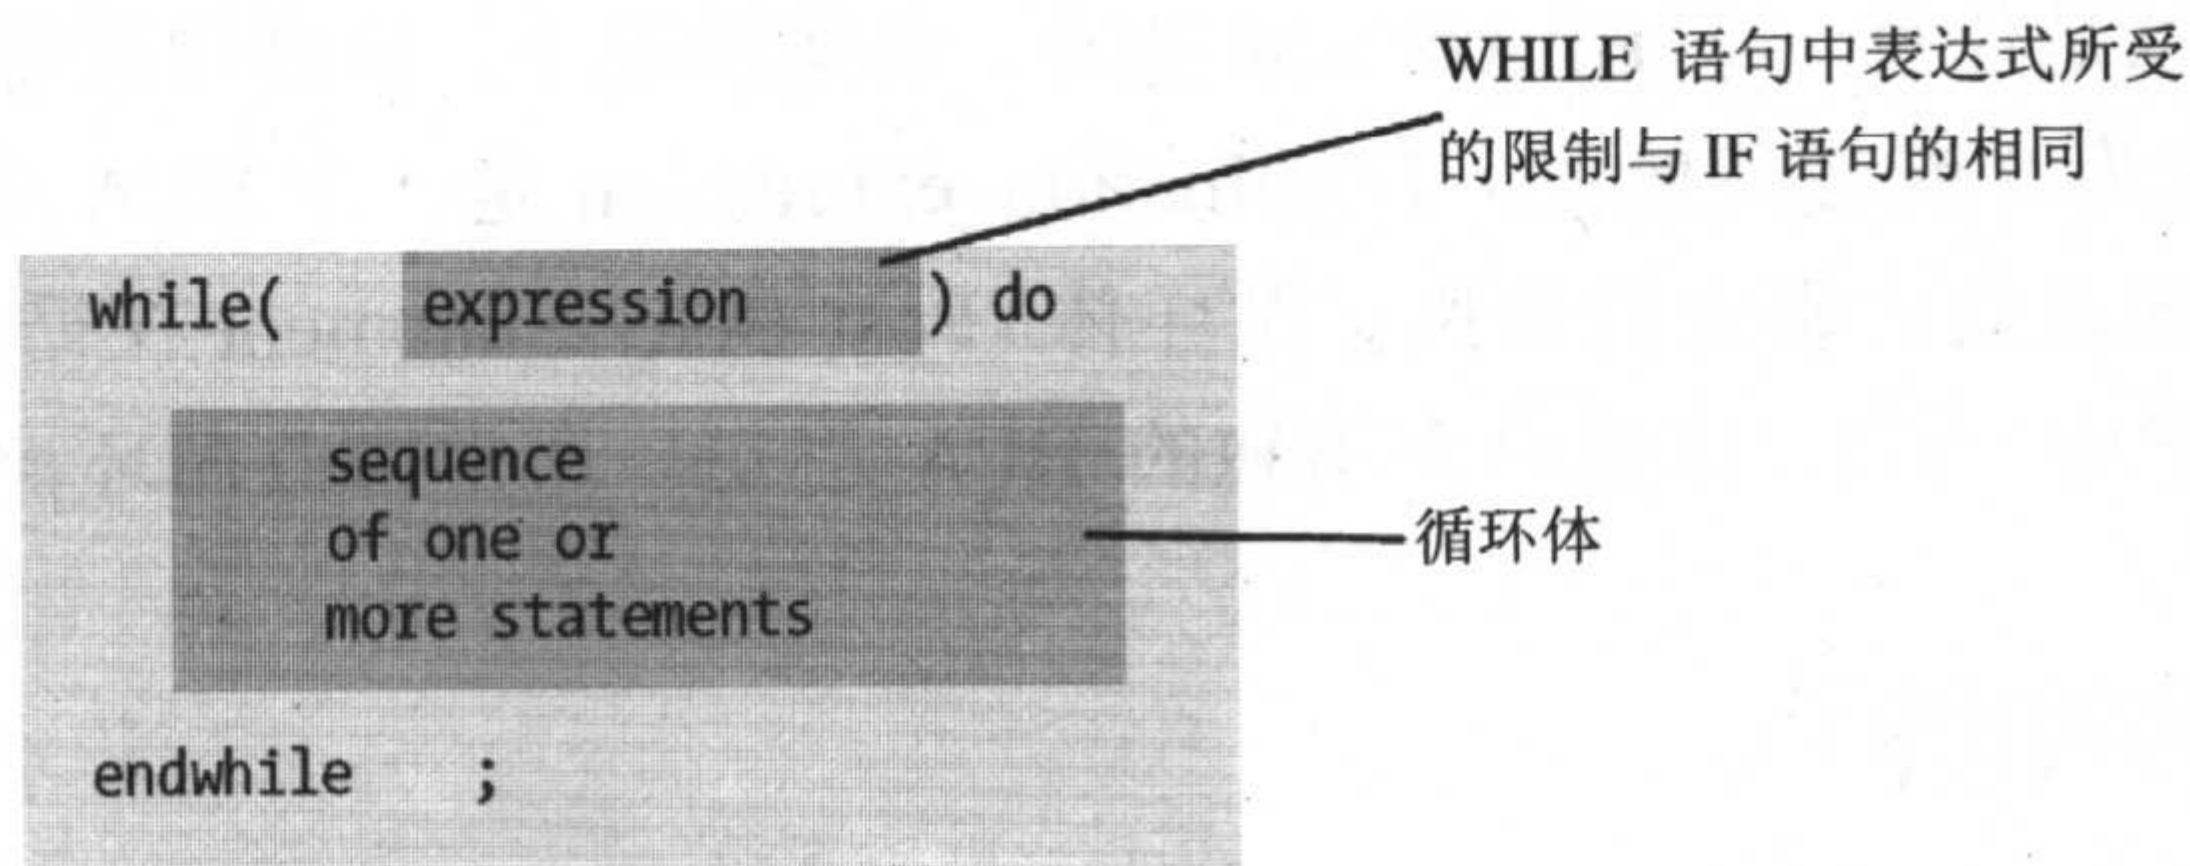 WHILE 语句中表达式所受
的限制与 IF 语句的相同
while( expression ) do
sequence
of one or
more statements
循环体
endwhile ;